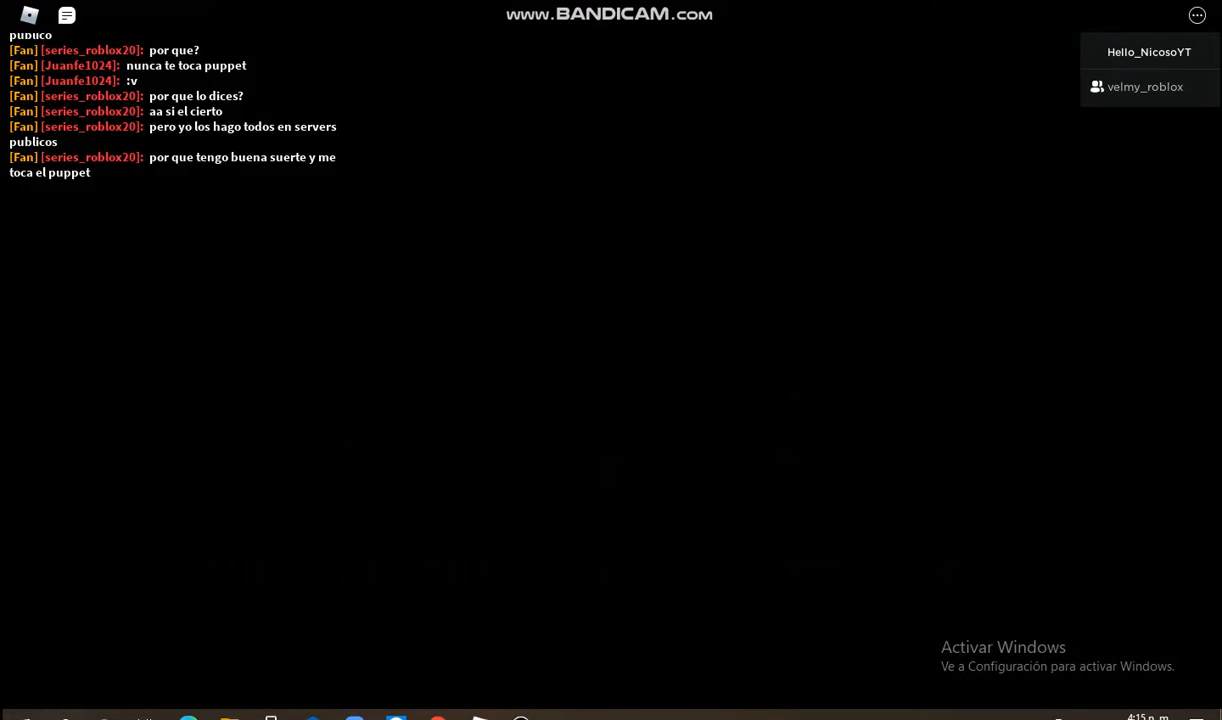 www.BANDICAM.com
publico
[Fan] [series_roblox20]: por que?
[Fan] [Juanfe1024]: nunca te toca puppet
[Fan] [Juanfe1024]: :v
[Fan] [series_roblox20]: por que lo dices?
[Fan] [series_roblox20]: aa si el cierto
[Fan] [series_roblox20]: pero yo los hago todos en servers
publicos
[Fan] [series_roblox20]: por que tengo buena suerte y me
toca el puppet
Hello_NicosoYT
velmy_roblox
Activar Windows
Ve a Configuración para activar Windows.
4:15 p. m.